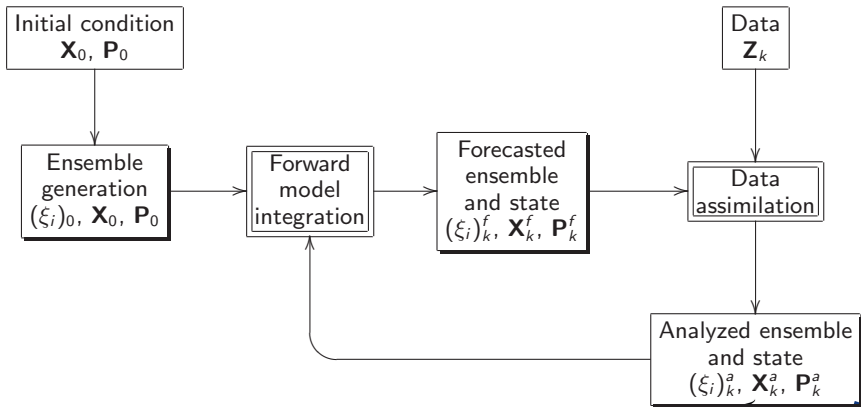 Initial condition
X₀, P₀
Data
Zₖ
Ensemble
generation
(ξᵢ)₀, X₀, P₀
Forward
model
integration
Forecasted
ensemble
and state
(ξᵢ)ₖᶠ, Xₖᶠ, Pₖᶠ
Data
assimilation
Analyzed ensemble
and state
(ξᵢ)ₖᵃ, Xₖᵃ, Pₖᵃ